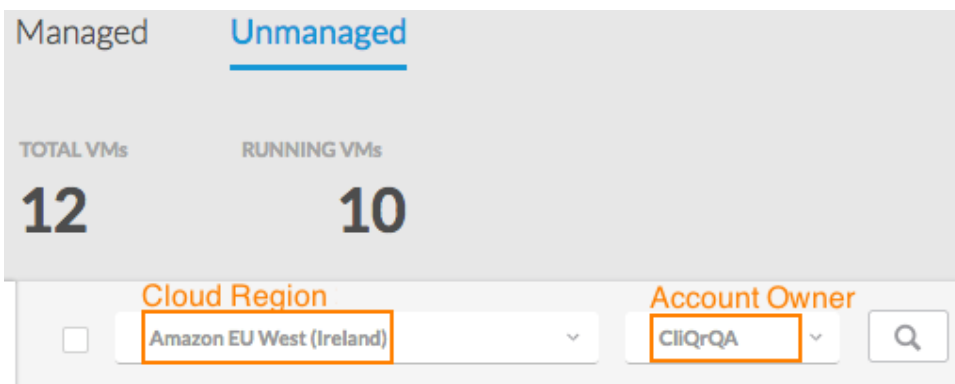 Managed Unmanaged
TOTAL VMs RUNNING VMs
12 10
Cloud Region Account Owner
Amazon EU West (Ireland) CliQrQA